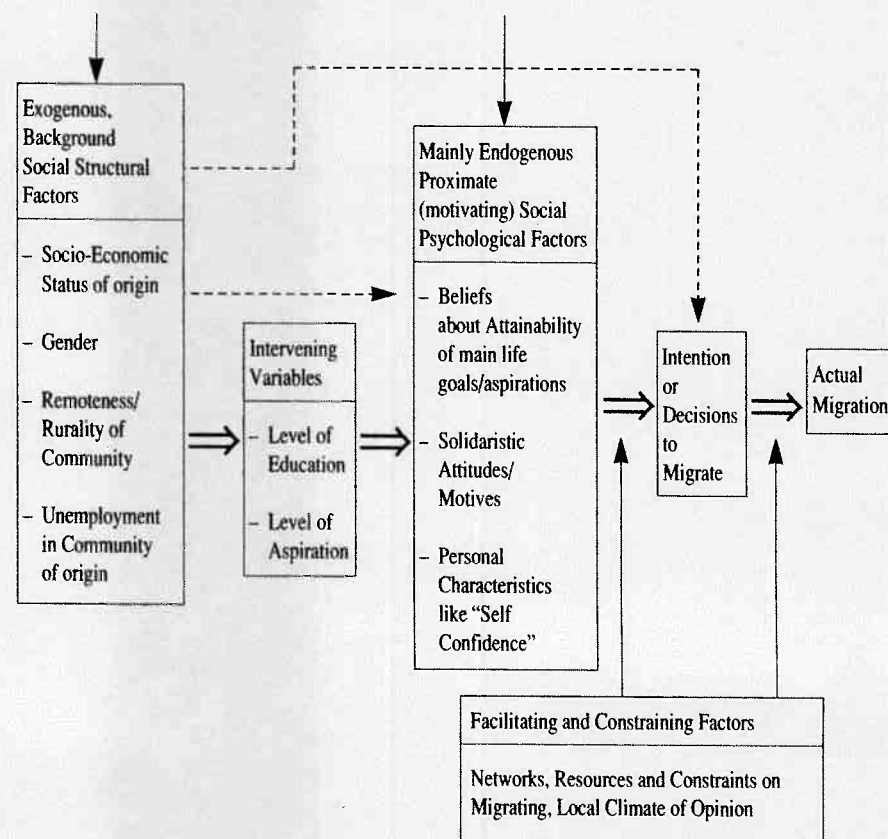 Exogenous,
Background
Social Structural
Factors
– Socio-Economic
Status of origin
– Gender
– Remoteness/
Rurality of
Community
– Unemployment
in Community
of origin
Intervening
Variables
– Level of
Education
– Level of
Aspiration
Mainly Endogenous
Proximate
(motivating) Social
Psychological Factors
– Beliefs
about Attainability
of main life
goals/aspirations
– Solidaristic
Attitudes/
Motives
– Personal
Characteristics
like “Self
Confidence”
Intention
or
Decisions
to
Migrate
Actual
Migration
Facilitating and Constraining Factors
Networks, Resources and Constraints on
Migrating, Local Climate of Opinion